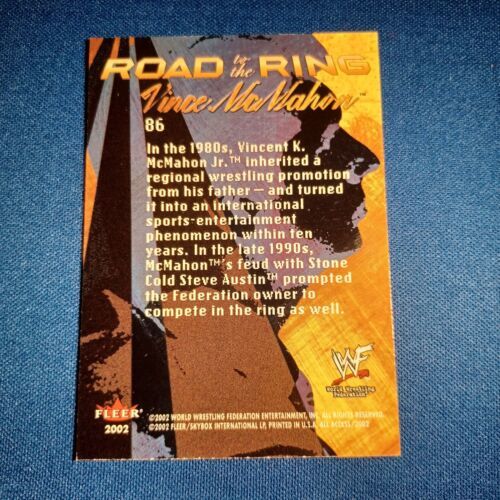 ROAD to the RING
Vince McMahon™
86
In the 1980s, Vincent K.
McMahon Jr.™ inherited a
regional wrestling promotion
from his father — and turned
it into an international
sports-entertainment
phenomenon within ten
years. In the late 1990s,
McMahon™'s feud with Stone
Cold Steve Austin™ prompted
the Federation owner to
compete in the ring as well.
WF
World Wrestling
Federation
FLEER
2002
©2002 WORLD WRESTLING FEDERATION ENTERTAINMENT, INC. ALL RIGHTS RESERVED.
©2002 FLEER/SKYBOX INTERNATIONAL LP, PRINTED IN U.S.A. ALL ACCESS/2002